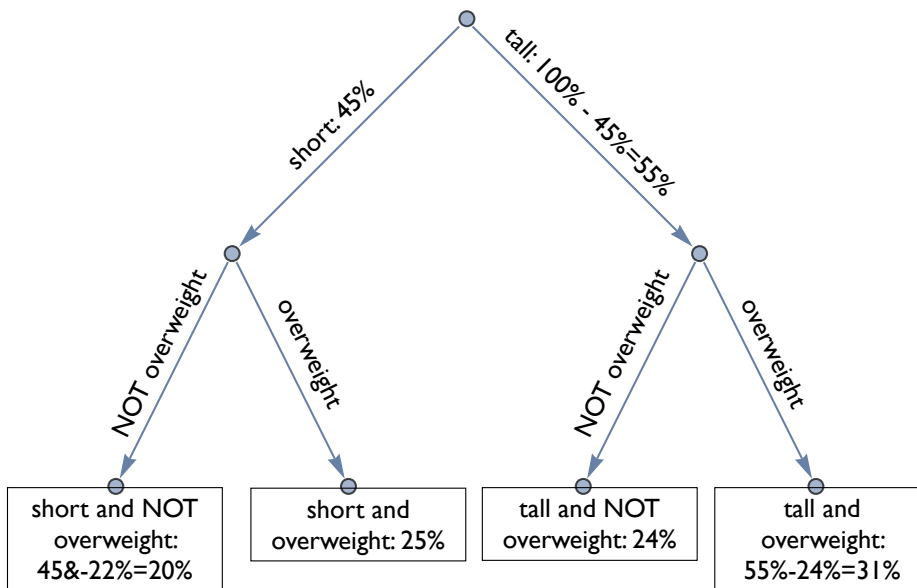 short: 45%
tall: 100% - 45%=55%
NOT overweight
overweight
NOT overweight
overweight
short and NOT
overweight:
45&-22%=20%
short and
overweight: 25%
tall and NOT
overweight: 24%
tall and
overweight:
55%-24%=31%